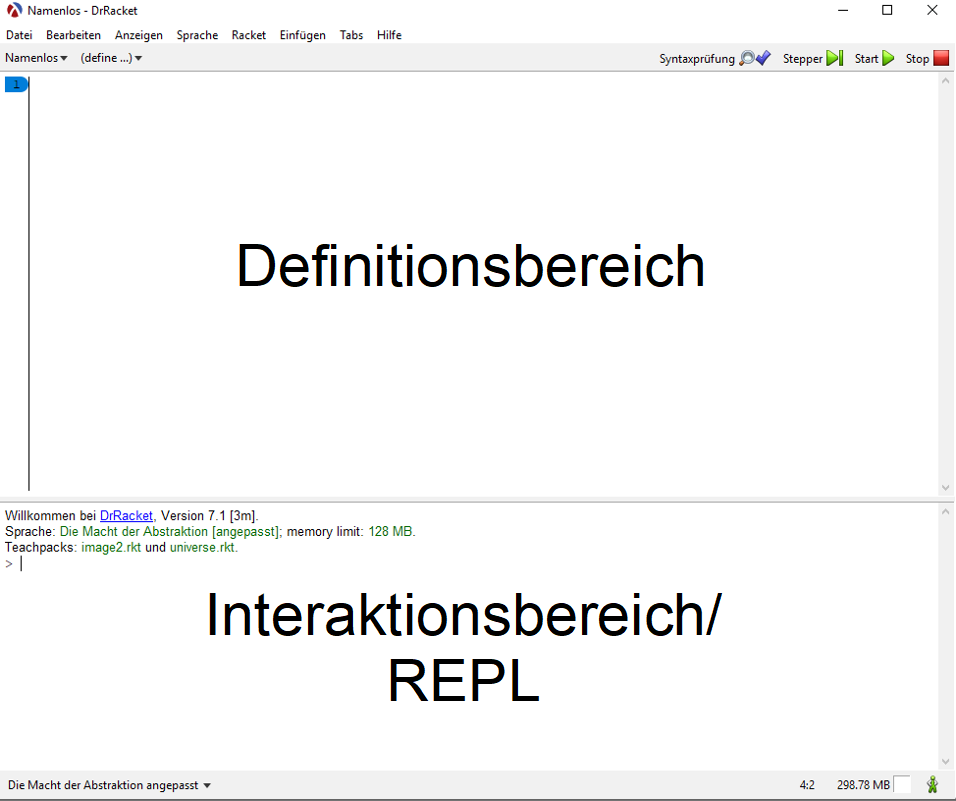 Namenlos - DrRacket
Datei Bearbeiten Anzeigen Sprache Racket Einfügen Tabs Hilfe
Namenlos (define ...) Syntaxprüfung Stepper Start Stop
1
Definitionsbereich
Willkommen bei DrRacket, Version 7.1 [3m].
Sprache: Die Macht der Abstraktion [angepasst]; memory limit: 128 MB.
Teachpacks: image2.rkt und universe.rkt.
>
Interaktionsbereich/
REPL
Die Macht der Abstraktion angepasst 4:2 298.78 MB